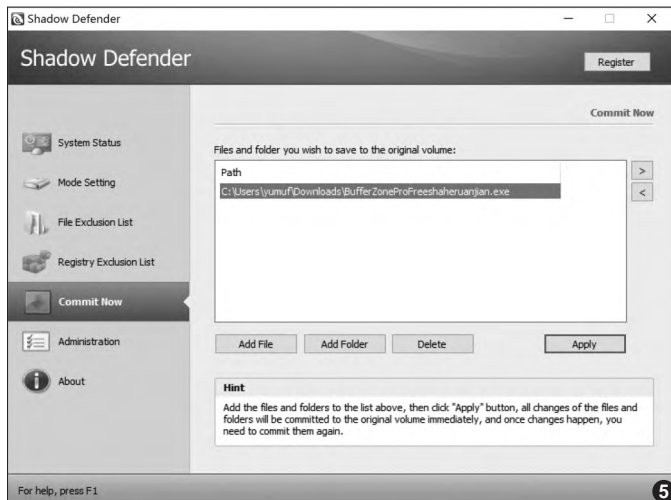 Shadow Defender
Shadow Defender
Register
Commit Now
System Status
Mode Setting
File Exclusion List
Registry Exclusion List
Commit Now
Administration
About
Files and folder you wish to save to the original volume:
Path
C:\Users\yumuf\Downloads\BufferZoneProFreeshaheruanjian.exe
>
<
Add File
Add Folder
Delete
Apply
Hint
Add the files and folders to the list above, then click "Apply" button, all changes of the files and
folders will be committed to the original volume immediately, and once changes happen, you
need to commit them again.
For help, press F1
5